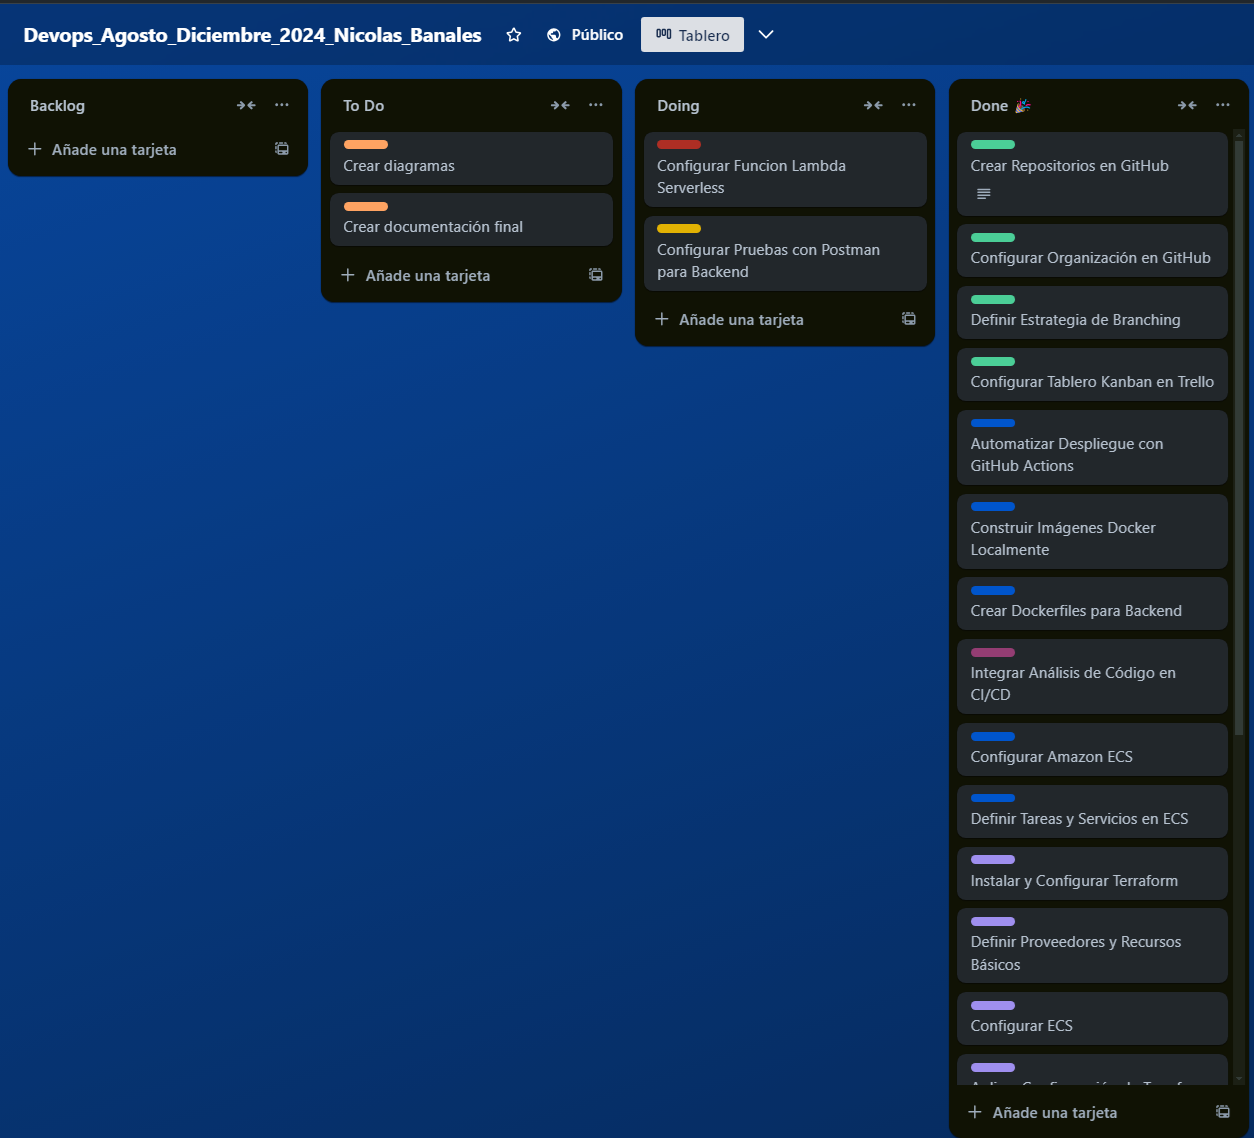 Devops_Agosto_Diciembre_2024_Nicolas_Banales
Público
Tablero
Backlog
Añade una tarjeta
To Do
Crear diagramas
Crear documentación final
Añade una tarjeta
Doing
Configurar Funcion Lambda
Serverless
Configurar Pruebas con Postman
para Backend
Añade una tarjeta
Done 🎉
Crear Repositorios en GitHub
Configurar Organización en GitHub
Definir Estrategia de Branching
Configurar Tablero Kanban en Trello
Automatizar Despliegue con
GitHub Actions
Construir Imágenes Docker
Localmente
Crear Dockerfiles para Backend
Integrar Análisis de Código en
CI/CD
Configurar Amazon ECS
Definir Tareas y Servicios en ECS
Instalar y Configurar Terraform
Definir Proveedores y Recursos
Básicos
Configurar ECS
Añade una tarjeta